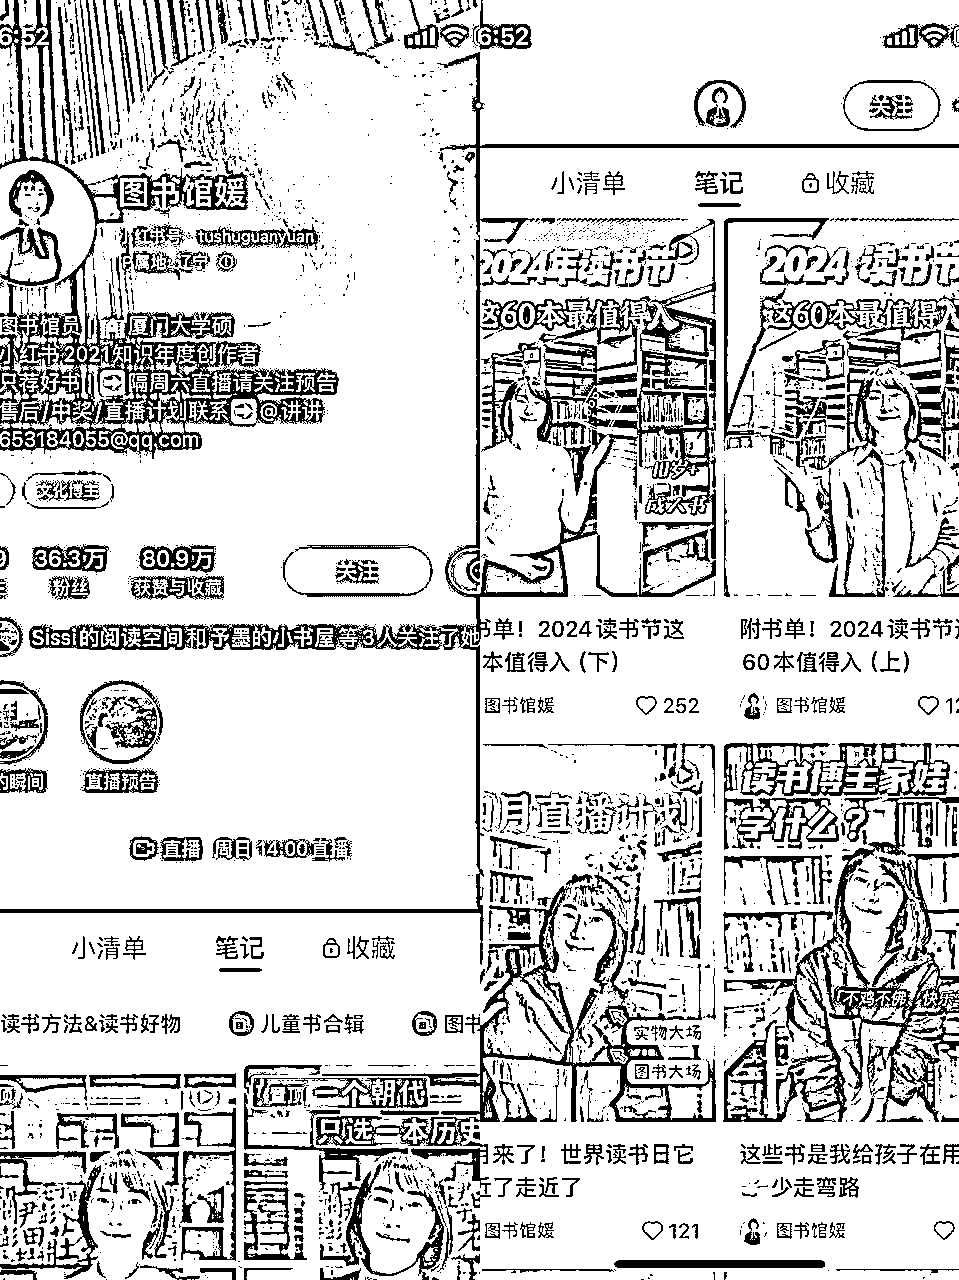 6:52
图书馆媛
小红书号：tushuguanyuan
IP属地：辽宁
图书馆员 | 厦门大学硕
小红书2021知识年度创作者
只荐好书 | 隔周六直播请关注预告
售后/中奖/直播计划联系@讲讲
653184055@qq.com
文化博主
36.3万 80.9万
粉丝 获赞与收藏
关注
Sissi的阅读空间和予墨的小书屋等3人关注了她
的瞬间 直播预告
直播 周日 14:00 直播
小清单 笔记 收藏
读书方法&读书好物 儿童书合辑 图书
置顶 一个朝代
只选一本历史
6:52
关注
小清单 笔记 收藏
2024年读书节
这60本最值得入
成人书
书单！2024读书节这
本值得入（下）
图书馆媛 252
2024 读书节
这60本最值得入
附书单！2024读书节这
60本值得入（上）
图书馆媛 12
月直播计划
实物大场
图书大场
月来了！世界读书日它
近了走近了
图书馆媛 121
读书博主家娃
学什么？
这些书是我给孩子在用
少走弯路
图书馆媛